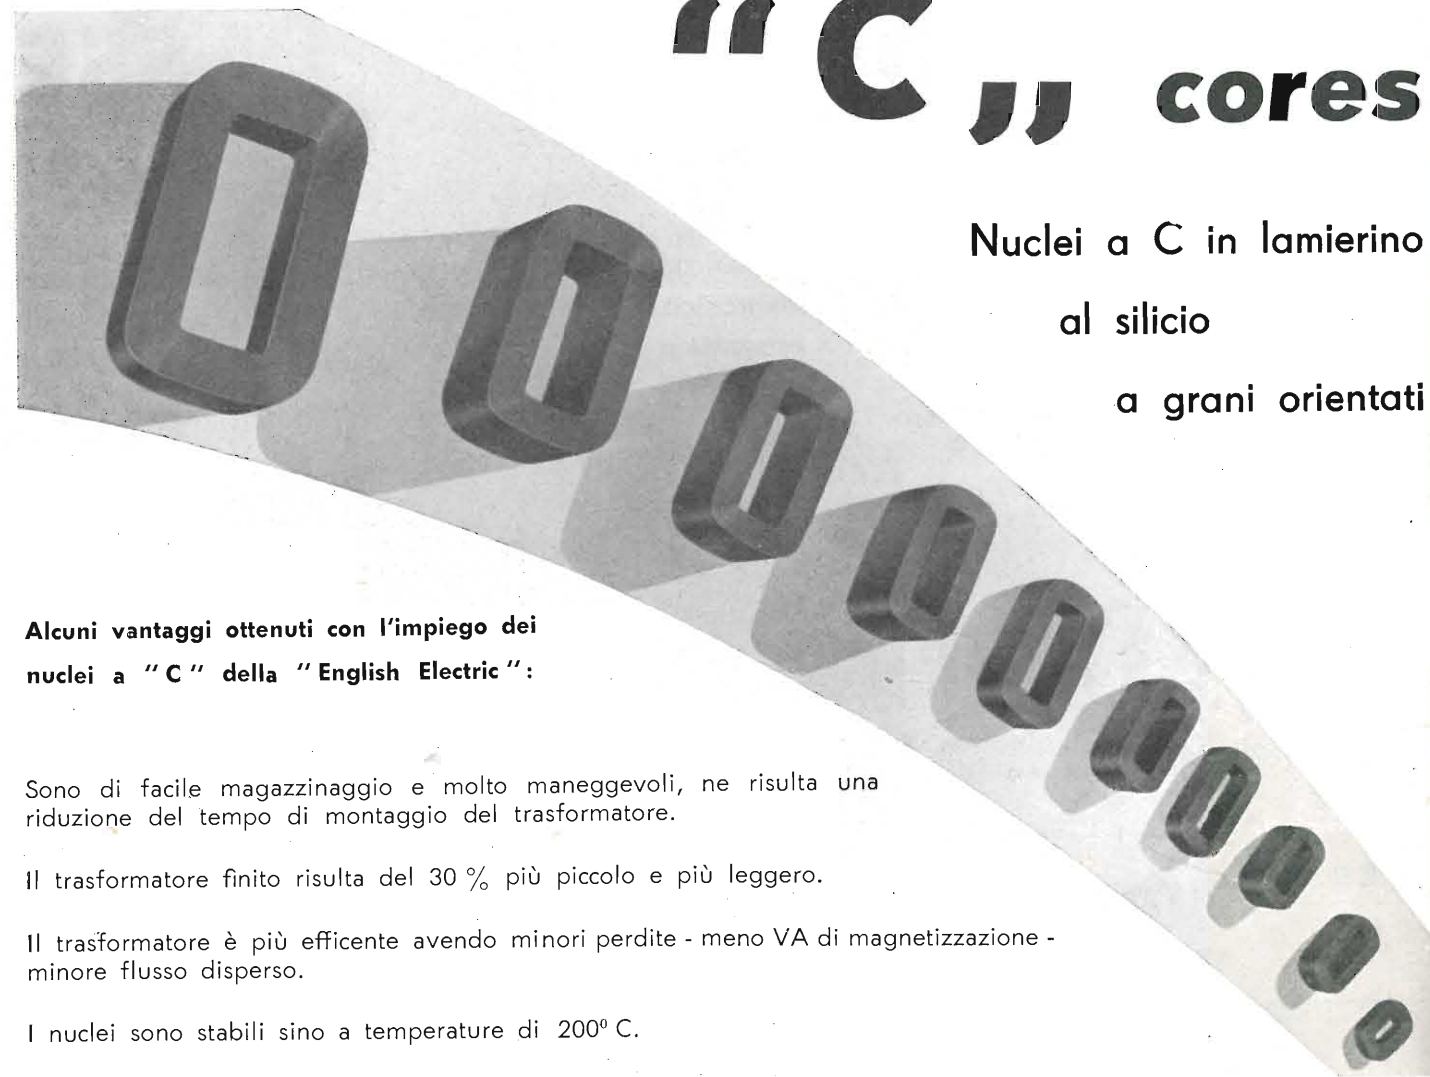 “C„ cores
Nuclei a C in lamierino
al silicio
a grani orientati
Alcuni vantaggi ottenuti con l'impiego dei
nuclei a "C" della "English Electric":
Sono di facile magazzinaggio e molto maneggevoli, ne risulta una
riduzione del tempo di montaggio del trasformatore.
Il trasformatore finito risulta del 30 % più piccolo e più leggero.
Il trasformatore è più efficente avendo minori perdite - meno VA di magnetizzazione -
minore flusso disperso.
I nuclei sono stabili sino a temperature di 200° C.